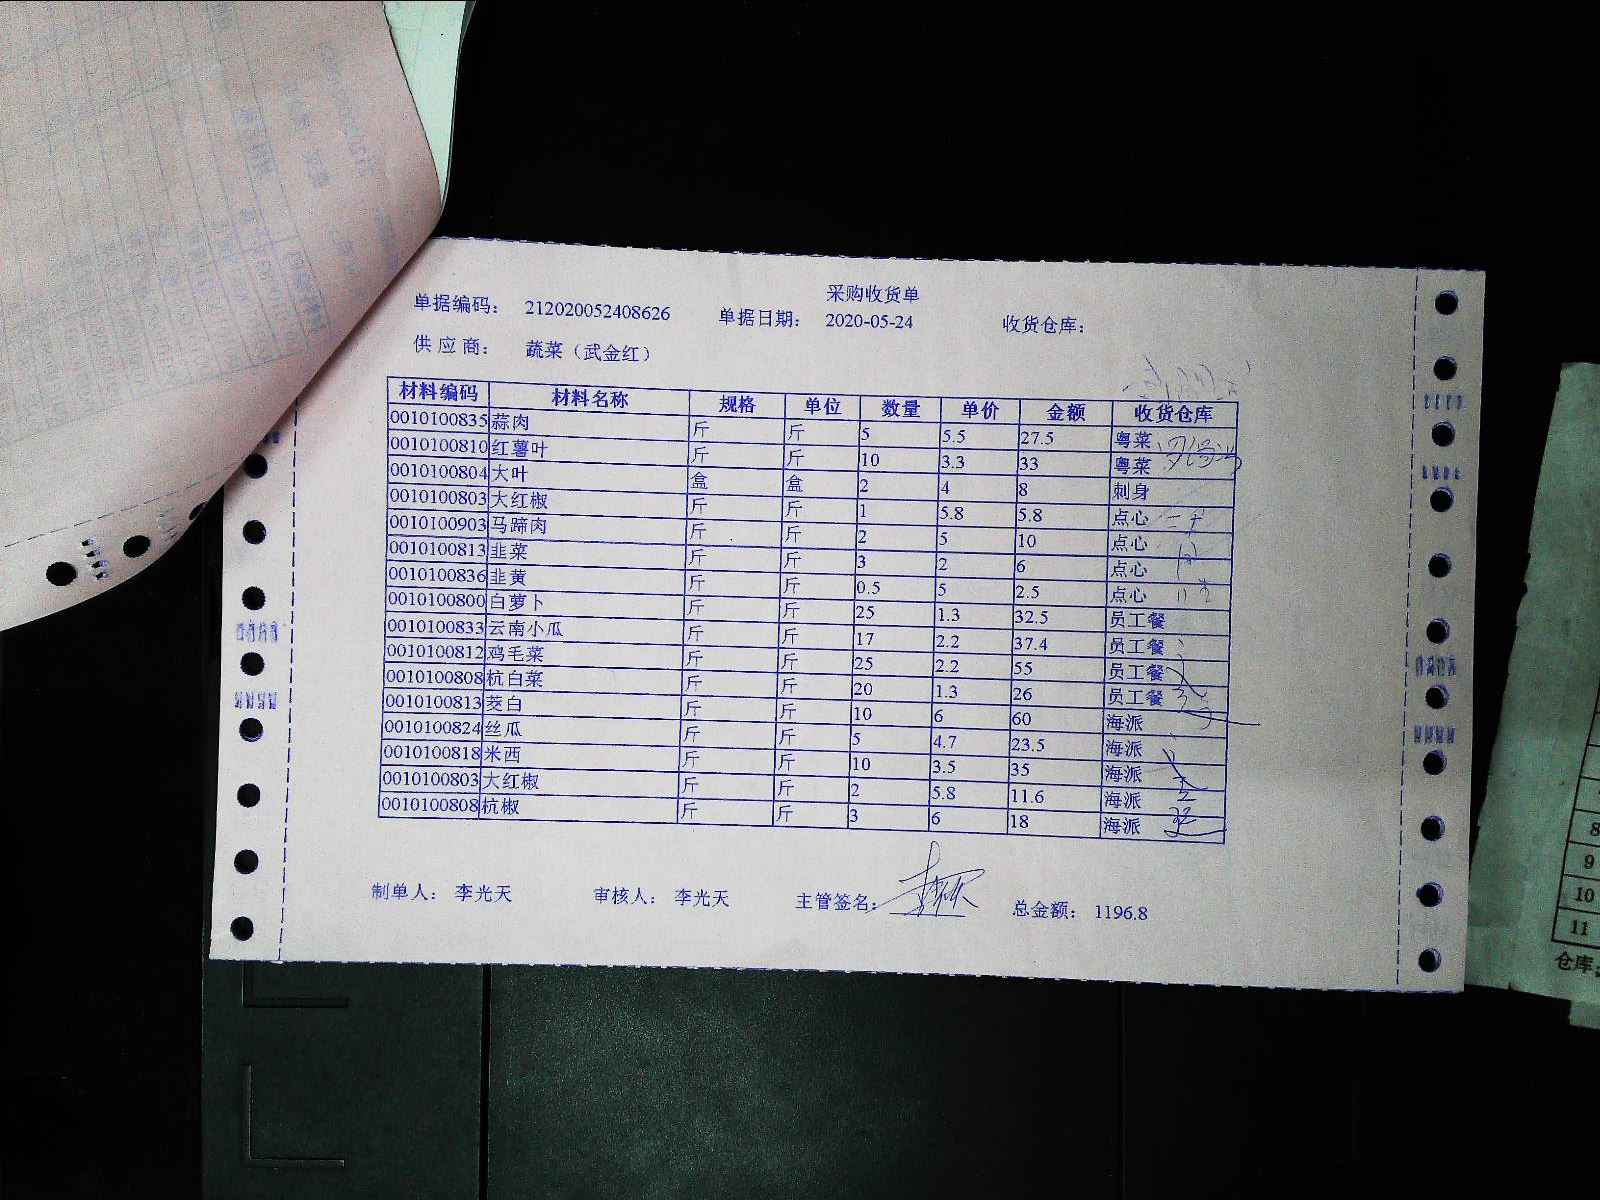 采购收货单
单据编码： 212020052408626 单据日期： 2020-05-24 收货仓库：
供 应 商： 蔬菜（武金红）
材料编码 材料名称 规格 单位 数量 单价 金额 收货仓库
0010100835 蒜肉 斤 斤 5 5.5 27.5 粤菜
0010100810 红薯叶 斤 斤 10 3.3 33 粤菜
0010100804 大叶 盒 盒 2 4 8 刺身
0010100803 大红椒 斤 斤 1 5.8 5.8 点心
0010100903 马蹄肉 斤 斤 2 5 10 点心
0010100813 韭菜 斤 斤 3 2 6 点心
0010100836 韭黄 斤 斤 0.5 5 2.5 点心
0010100800 白萝卜 斤 斤 25 1.3 32.5 员工餐
0010100833 云南小瓜 斤 斤 17 2.2 37.4 员工餐
0010100812 鸡毛菜 斤 斤 25 2.2 55 员工餐
0010100808 杭白菜 斤 斤 20 1.3 26 员工餐
0010100813 茭白 斤 斤 10 6 60 海派
0010100824 丝瓜 斤 斤 5 4.7 23.5 海派
0010100818 米西 斤 斤 10 3.5 35 海派
0010100803 大红椒 斤 斤 2 5.8 11.6 海派
0010100808 杭椒 斤 斤 3 6 18 海派
制单人： 李光天 审核人： 李光天 主管签名： 总金额： 1196.8
8
9
10
11
仓库：